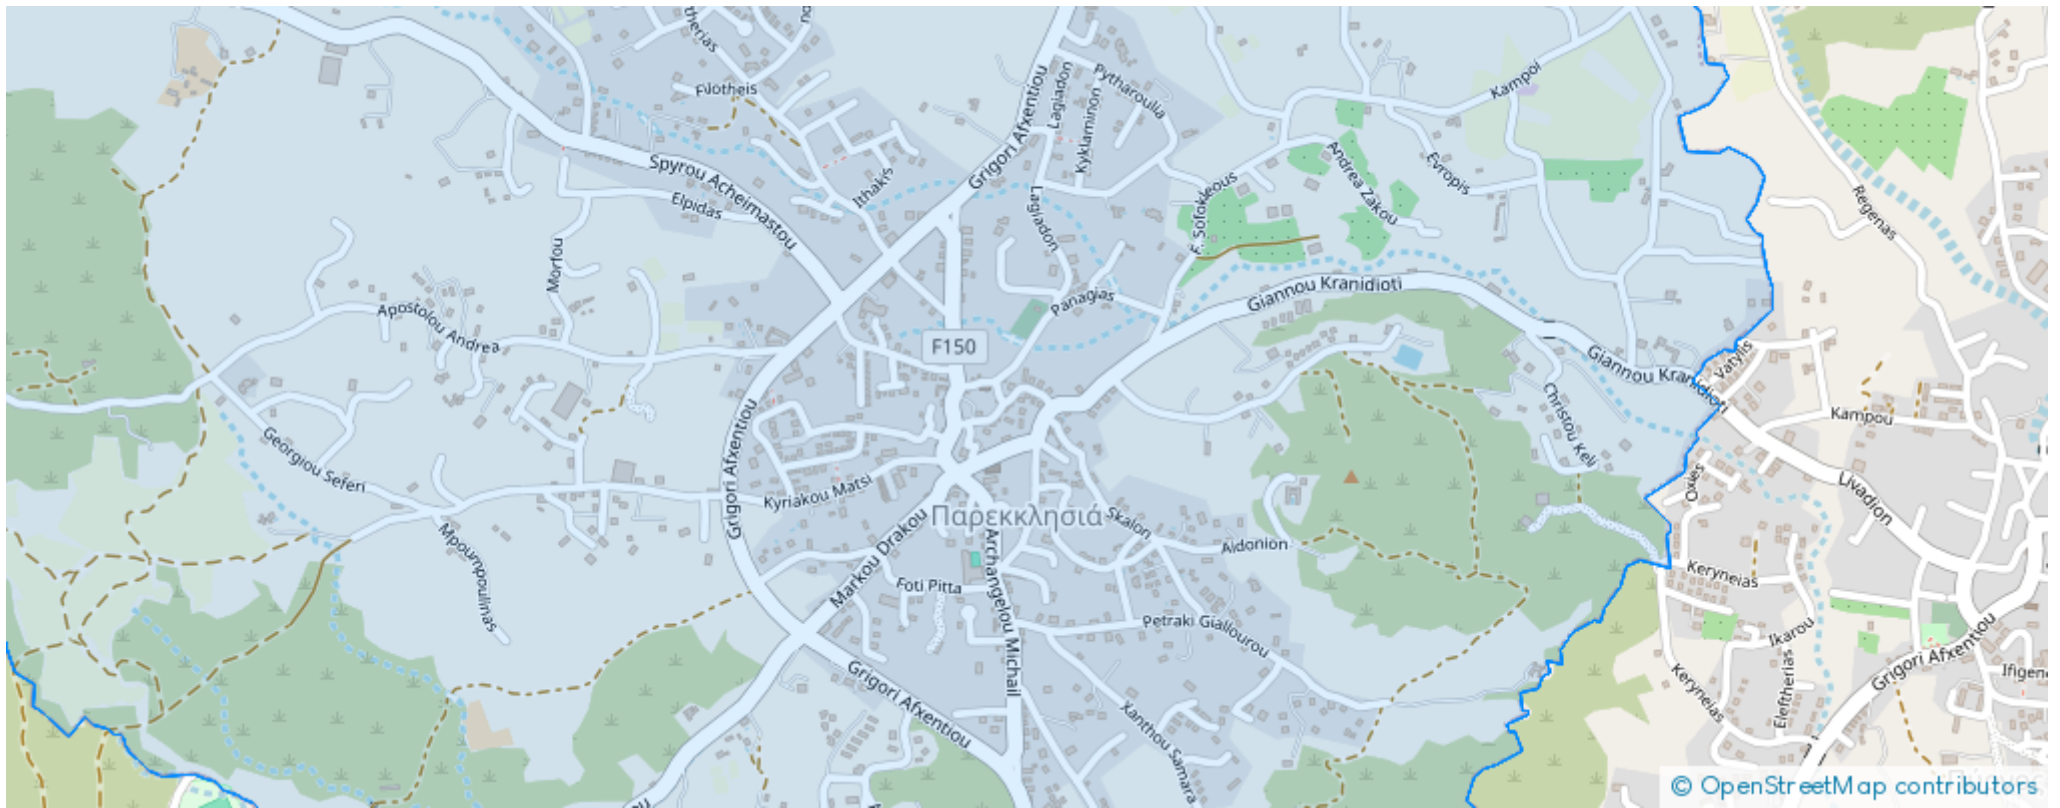 Filotheis
Lagiadon
Pytharoulla
Kyklaminon
Kampoi
Grigori Afxentiou
Spyrou Acheimastou
Elpidas
Ithakis
Lagiadon
F. Sofokleous
Andrea Zakou
Evropis
Regenas
Morfou
Apostolou Andrea
Panagias
Giannou Kranidioti
F150
Giannou Kranidioti
Vatylis
Christou Keli
Kampou
Georgiou Seferi
Grigori Afxentiou
Kyriakou Matsi
Παρεκκλησιά
Skalon
Aidonion
Oxies
Livadion
Mpoumpoulinas
Markou Drakou
Foti Pitta
Archangelou Michail
Petraki Giallourou
Keryneias
Ikarou
Keryneias
Eleftherias
Grigori Afxentiou
Grigori Afxentiou
Xanthou Samara
© OpenStreetMap contributors